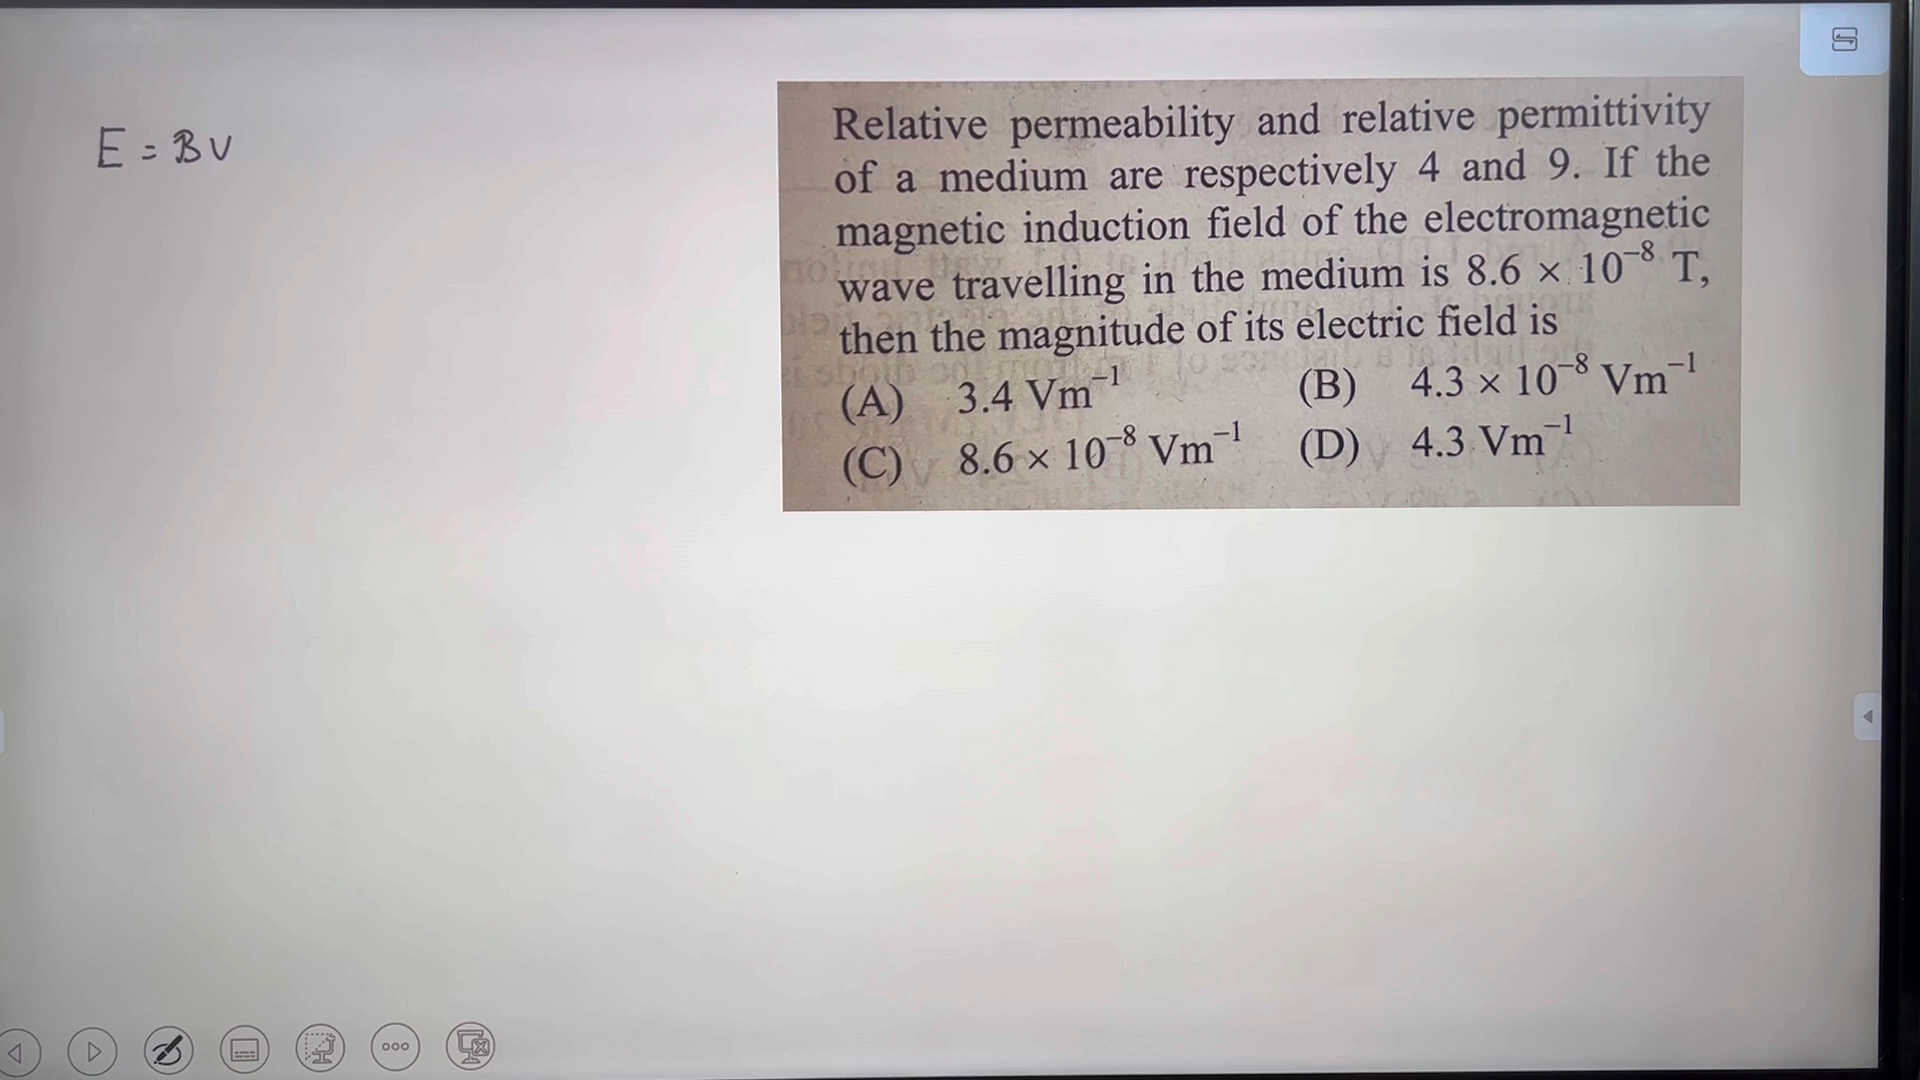 E = BV
Relative permeability and relative permittivity
of a medium are respectively 4 and 9. If the
magnetic induction field of the electromagnetic
wave travelling in the medium is 8.6 × 10⁻⁸ T,
then the magnitude of its electric field is
(A) 3.4 Vm⁻¹ (B) 4.3 × 10⁻⁸ Vm⁻¹
(C) 8.6 × 10⁻⁸ Vm⁻¹ (D) 4.3 Vm⁻¹